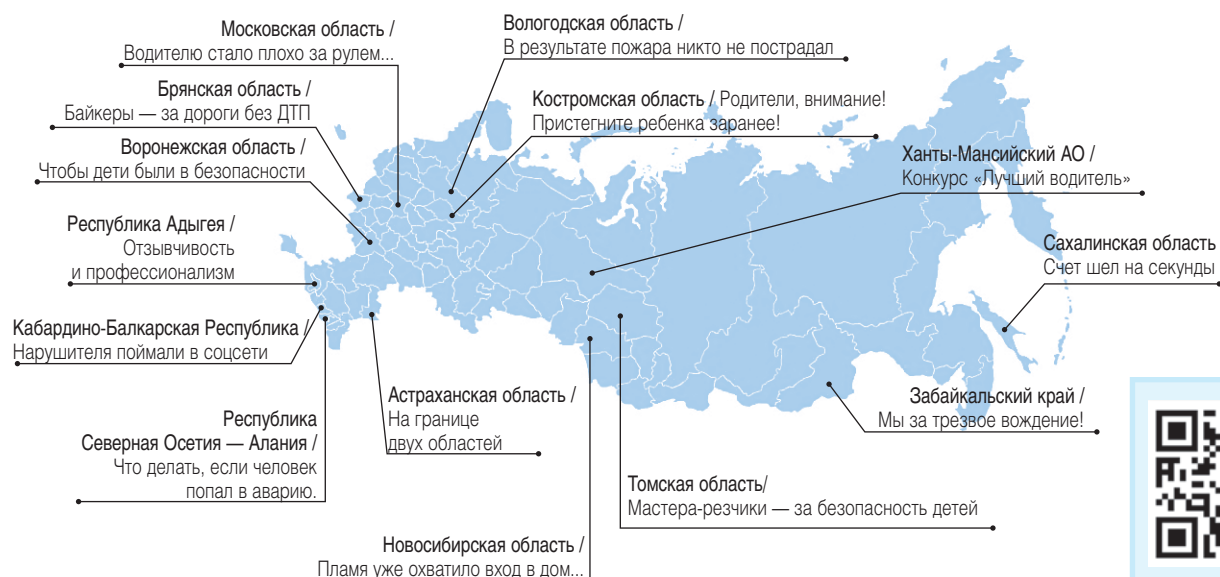 Московская область /
Водителю стало плохо за рулем...
Вологодская область /
В результате пожара никто не пострадал
Брянская область /
Байкеры — за дороги без ДТП
Костромская область / Родители, внимание!
Пристегните ребенка заранее!
Воронежская область /
Чтобы дети были в безопасности
Ханты-Мансийский АО /
Конкурс «Лучший водитель»
Республика Адыгея /
Отзывчивость
и профессионализм
Сахалинская область
Счет шел на секунды
Кабардино-Балкарская Республика /
Нарушителя поймали в соцсети
Астраханская область /
На границе
двух областей
Забайкальский край /
Мы за трезвое вождение!
Республика
Северная Осетия — Алания /
Что делать, если человек
попал в аварию.
Томская область/
Мастера-резчики — за безопасность детей
Новосибирская область /
Пламя уже охватило вход в дом...